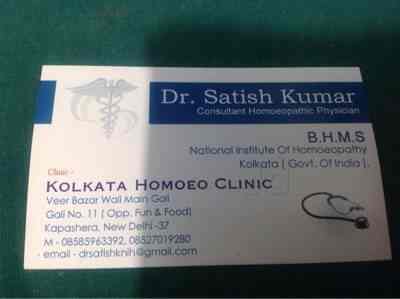 Dr. Satish Kumar
Consultant Homoeopathic Physician
B.H.M.S
National Institute Of Homoeopathy
Kolkata [ Govt. Of India ].
Clinic -
KOLKATA HOMOEO CLINIC
Veer Bazar Wali Main Gali
Gali No. 11 ( Opp. Fun & Food)
Kapashera, New Delhi -37
M - 08585963392, 08527019280
email - drsatishknih@gmail.com